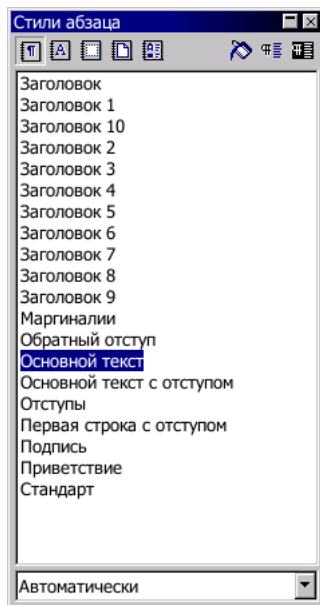 Стили абзаца
Заголовок
Заголовок 1
Заголовок 10
Заголовок 2
Заголовок 3
Заголовок 4
Заголовок 5
Заголовок 6
Заголовок 7
Заголовок 8
Заголовок 9
Маргиналии
Обратный отступ
Основной текст
Основной текст с отступом
Отступы
Первая строка с отступом
Подпись
Приветствие
Стандарт
Автоматически